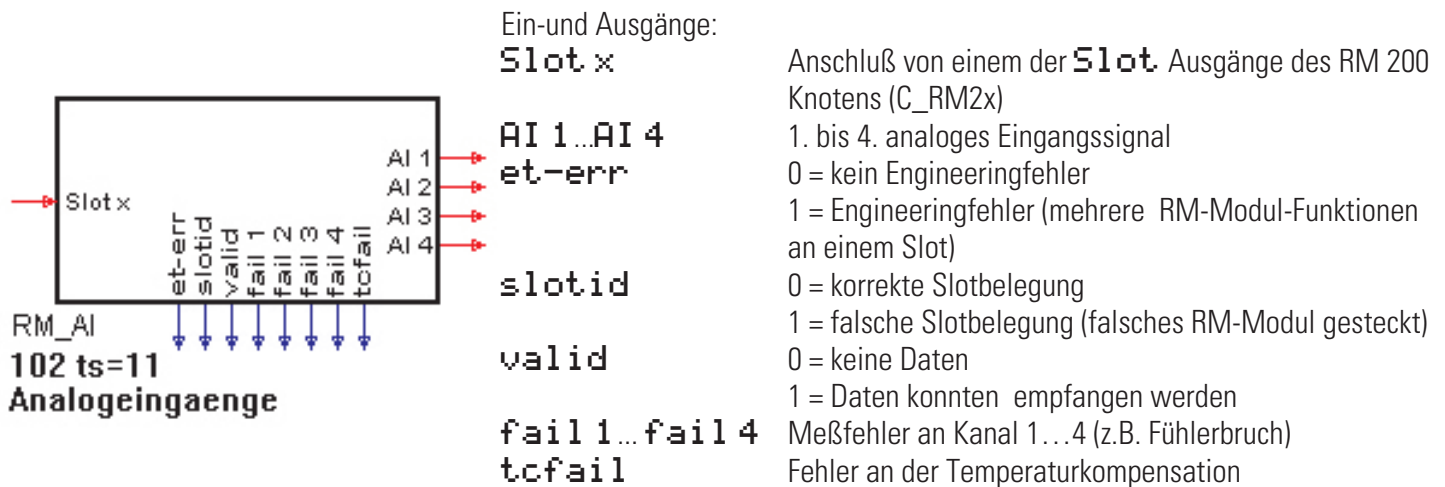 Ein-und Ausgänge:
Slot x Anschluß von einem der Slot Ausgänge des RM 200
Knotens (C_RM2x)
AI 1...AI 4 1. bis 4. analoges Eingangssignal
et-err 0 = kein Engineeringfehler
1 = Engineeringfehler (mehrere RM-Modul-Funktionen
an einem Slot)
slotid 0 = korrekte Slotbelegung
1 = falsche Slotbelegung (falsches RM-Modul gesteckt)
valid 0 = keine Daten
1 = Daten konnten empfangen werden
fail 1...fail 4 Meßfehler an Kanal 1…4 (z.B. Fühlerbruch)
tcfail Fehler an der Temperaturkompensation
Slot x
AI 1
AI 2
AI 3
AI 4
et-err
slotid
valid
fail 1
fail 2
fail 3
fail 4
tcfail
RM_AI
102 ts=11
Analogeingaenge